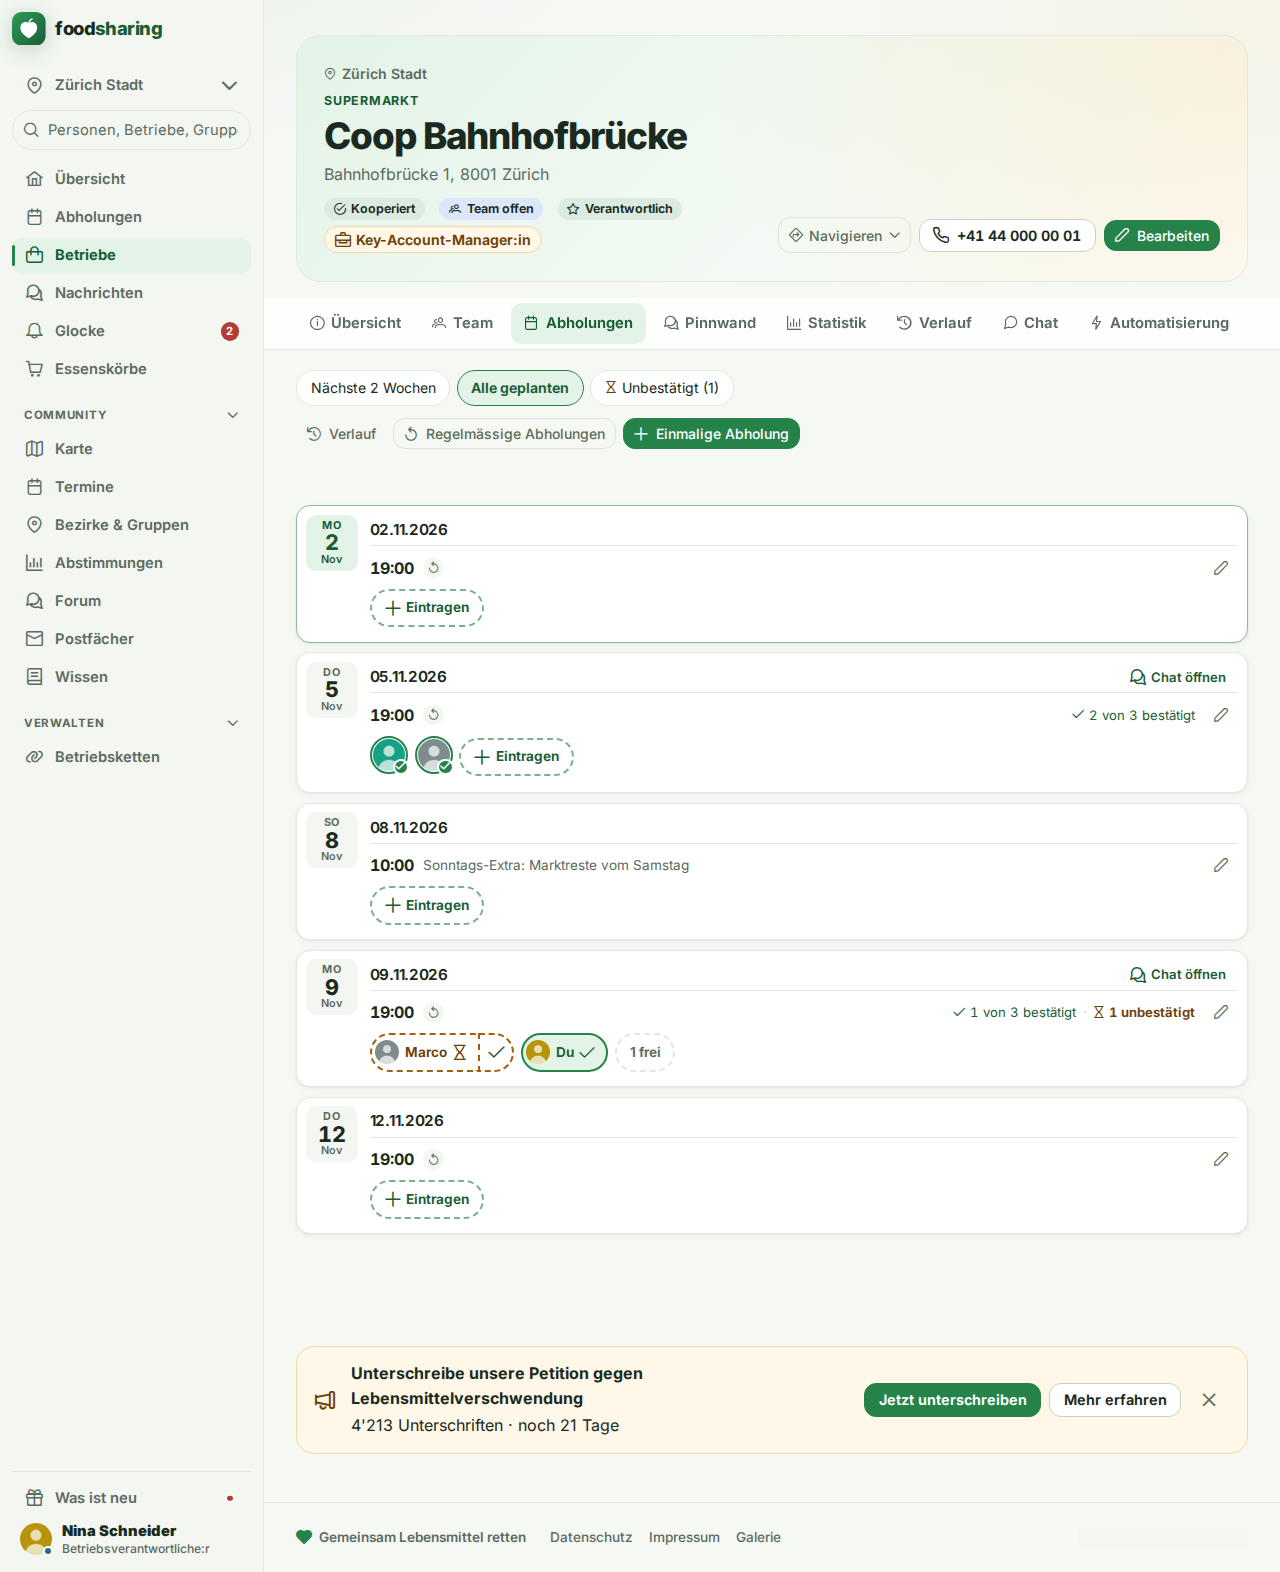 foodsharing
Zürich Stadt
Personen, Betriebe, Grupp
Übersicht
Abholungen
Betriebe
Nachrichten
Glocke 2
Essenskörbe
COMMUNITY
Karte
Termine
Bezirke & Gruppen
Abstimmungen
Forum
Postfächer
Wissen
VERWALTEN
Betriebsketten
Was ist neu
Nina Schneider
Betriebsverantwortliche:r
Zürich Stadt
SUPERMARKT
Coop Bahnhofbrücke
Bahnhofbrücke 1, 8001 Zürich
Kooperiert Team offen Verantwortlich
Key-Account-Manager:in
Navigieren +41 44 000 00 01 Bearbeiten
Übersicht Team Abholungen Pinnwand Statistik Verlauf Chat Automatisierung
Nächste 2 Wochen Alle geplanten Unbestätigt (1)
Verlauf Regelmässige Abholungen Einmalige Abholung
MO
2
Nov
02.11.2026
19:00
Eintragen
DO
5
Nov
05.11.2026 Chat öffnen
19:00 2 von 3 bestätigt
Eintragen
SO
8
Nov
08.11.2026
10:00 Sonntags-Extra: Marktreste vom Samstag
Eintragen
MO
9
Nov
09.11.2026 Chat öffnen
19:00 1 von 3 bestätigt · 1 unbestätigt
Marco Du 1 frei
DO
12
Nov
12.11.2026
19:00
Eintragen
Unterschreibe unsere Petition gegen
Lebensmittelverschwendung
4'213 Unterschriften · noch 21 Tage
Jetzt unterschreiben Mehr erfahren
Gemeinsam Lebensmittel retten Datenschutz Impressum Galerie